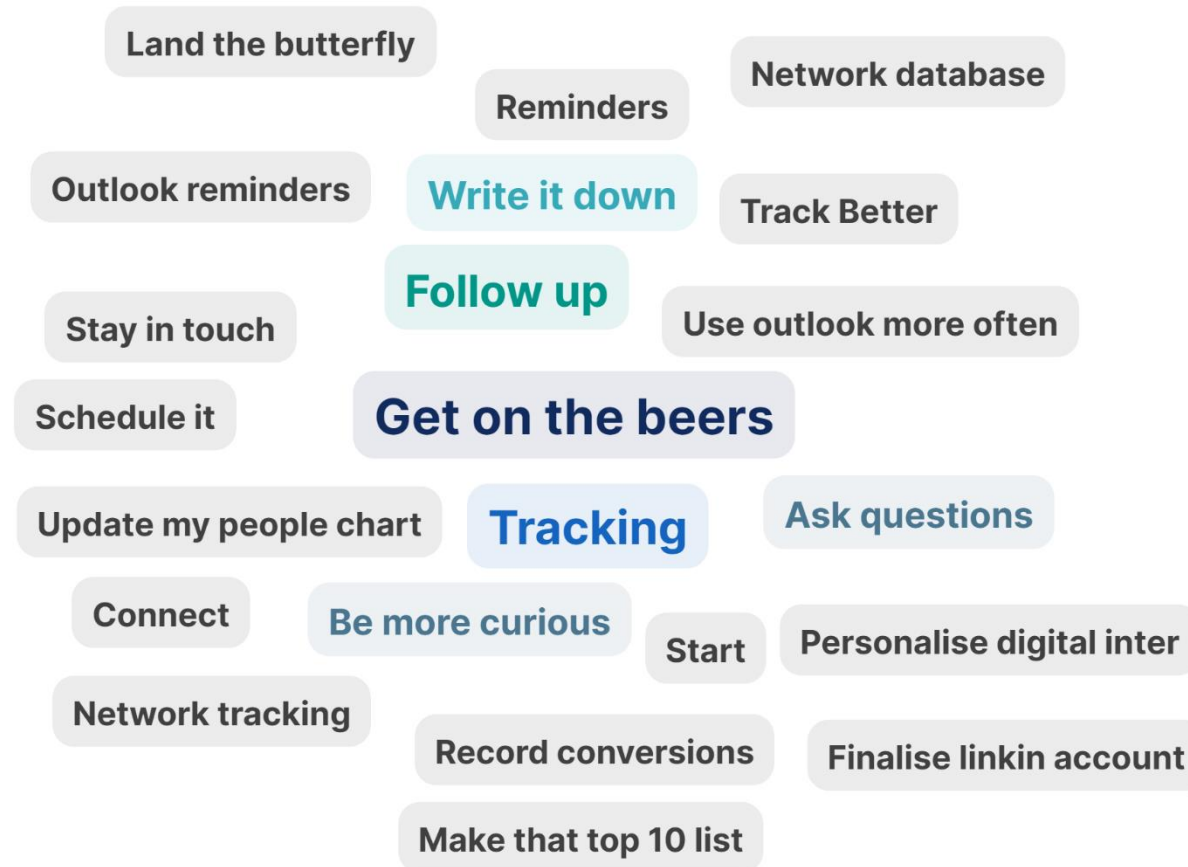 Land the butterfly
Network database
Reminders
Outlook reminders
Write it down
Track Better
Follow up
Stay in touch
Use outlook more often
Schedule it
Get on the beers
Update my people chart
Tracking
Ask questions
Connect
Be more curious
Start
Personalise digital inter
Network tracking
Record conversions
Finalise linkin account
Make that top 10 list